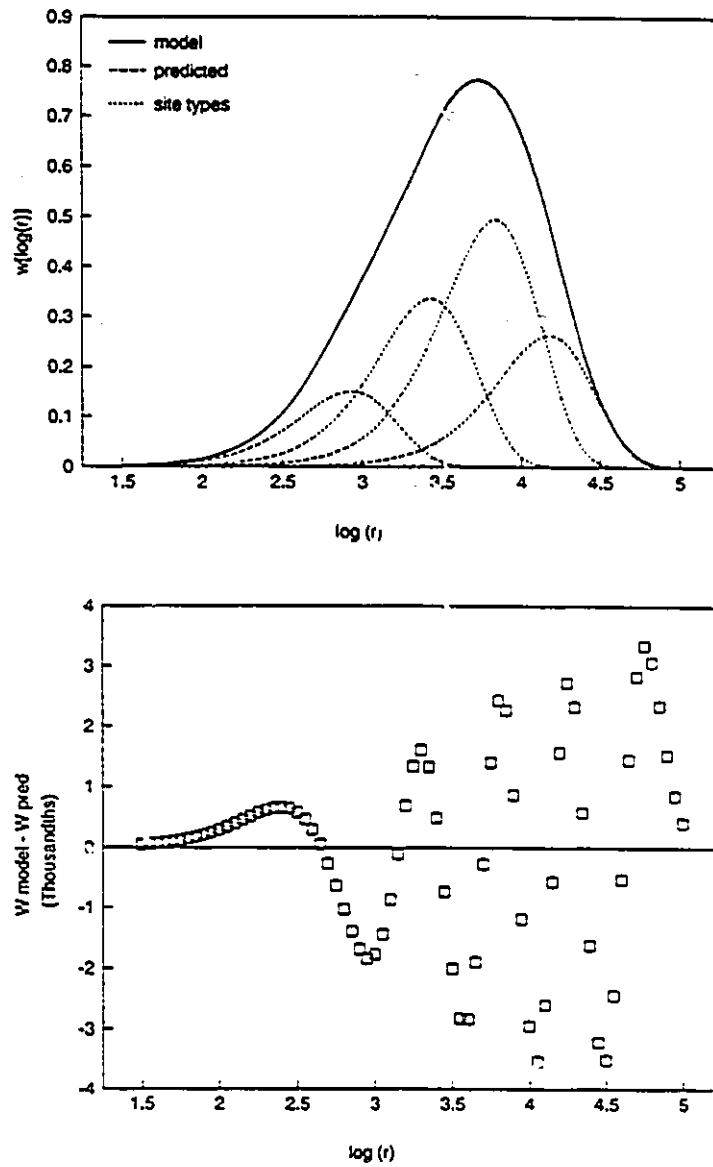 0.9
0.8
0.7
0.6
0.5
0.4
0.3
0.2
0.1
0
w[log(r)]
model
predicted
site types
1.5 2 2.5 3 3.5 4 4.5 5
log (r)
4
3
2
1
0
-1
-2
-3
-4
W model - W pred
(Thousandths)
1.5 2 2.5 3 3.5 4 4.5 5
log (r)